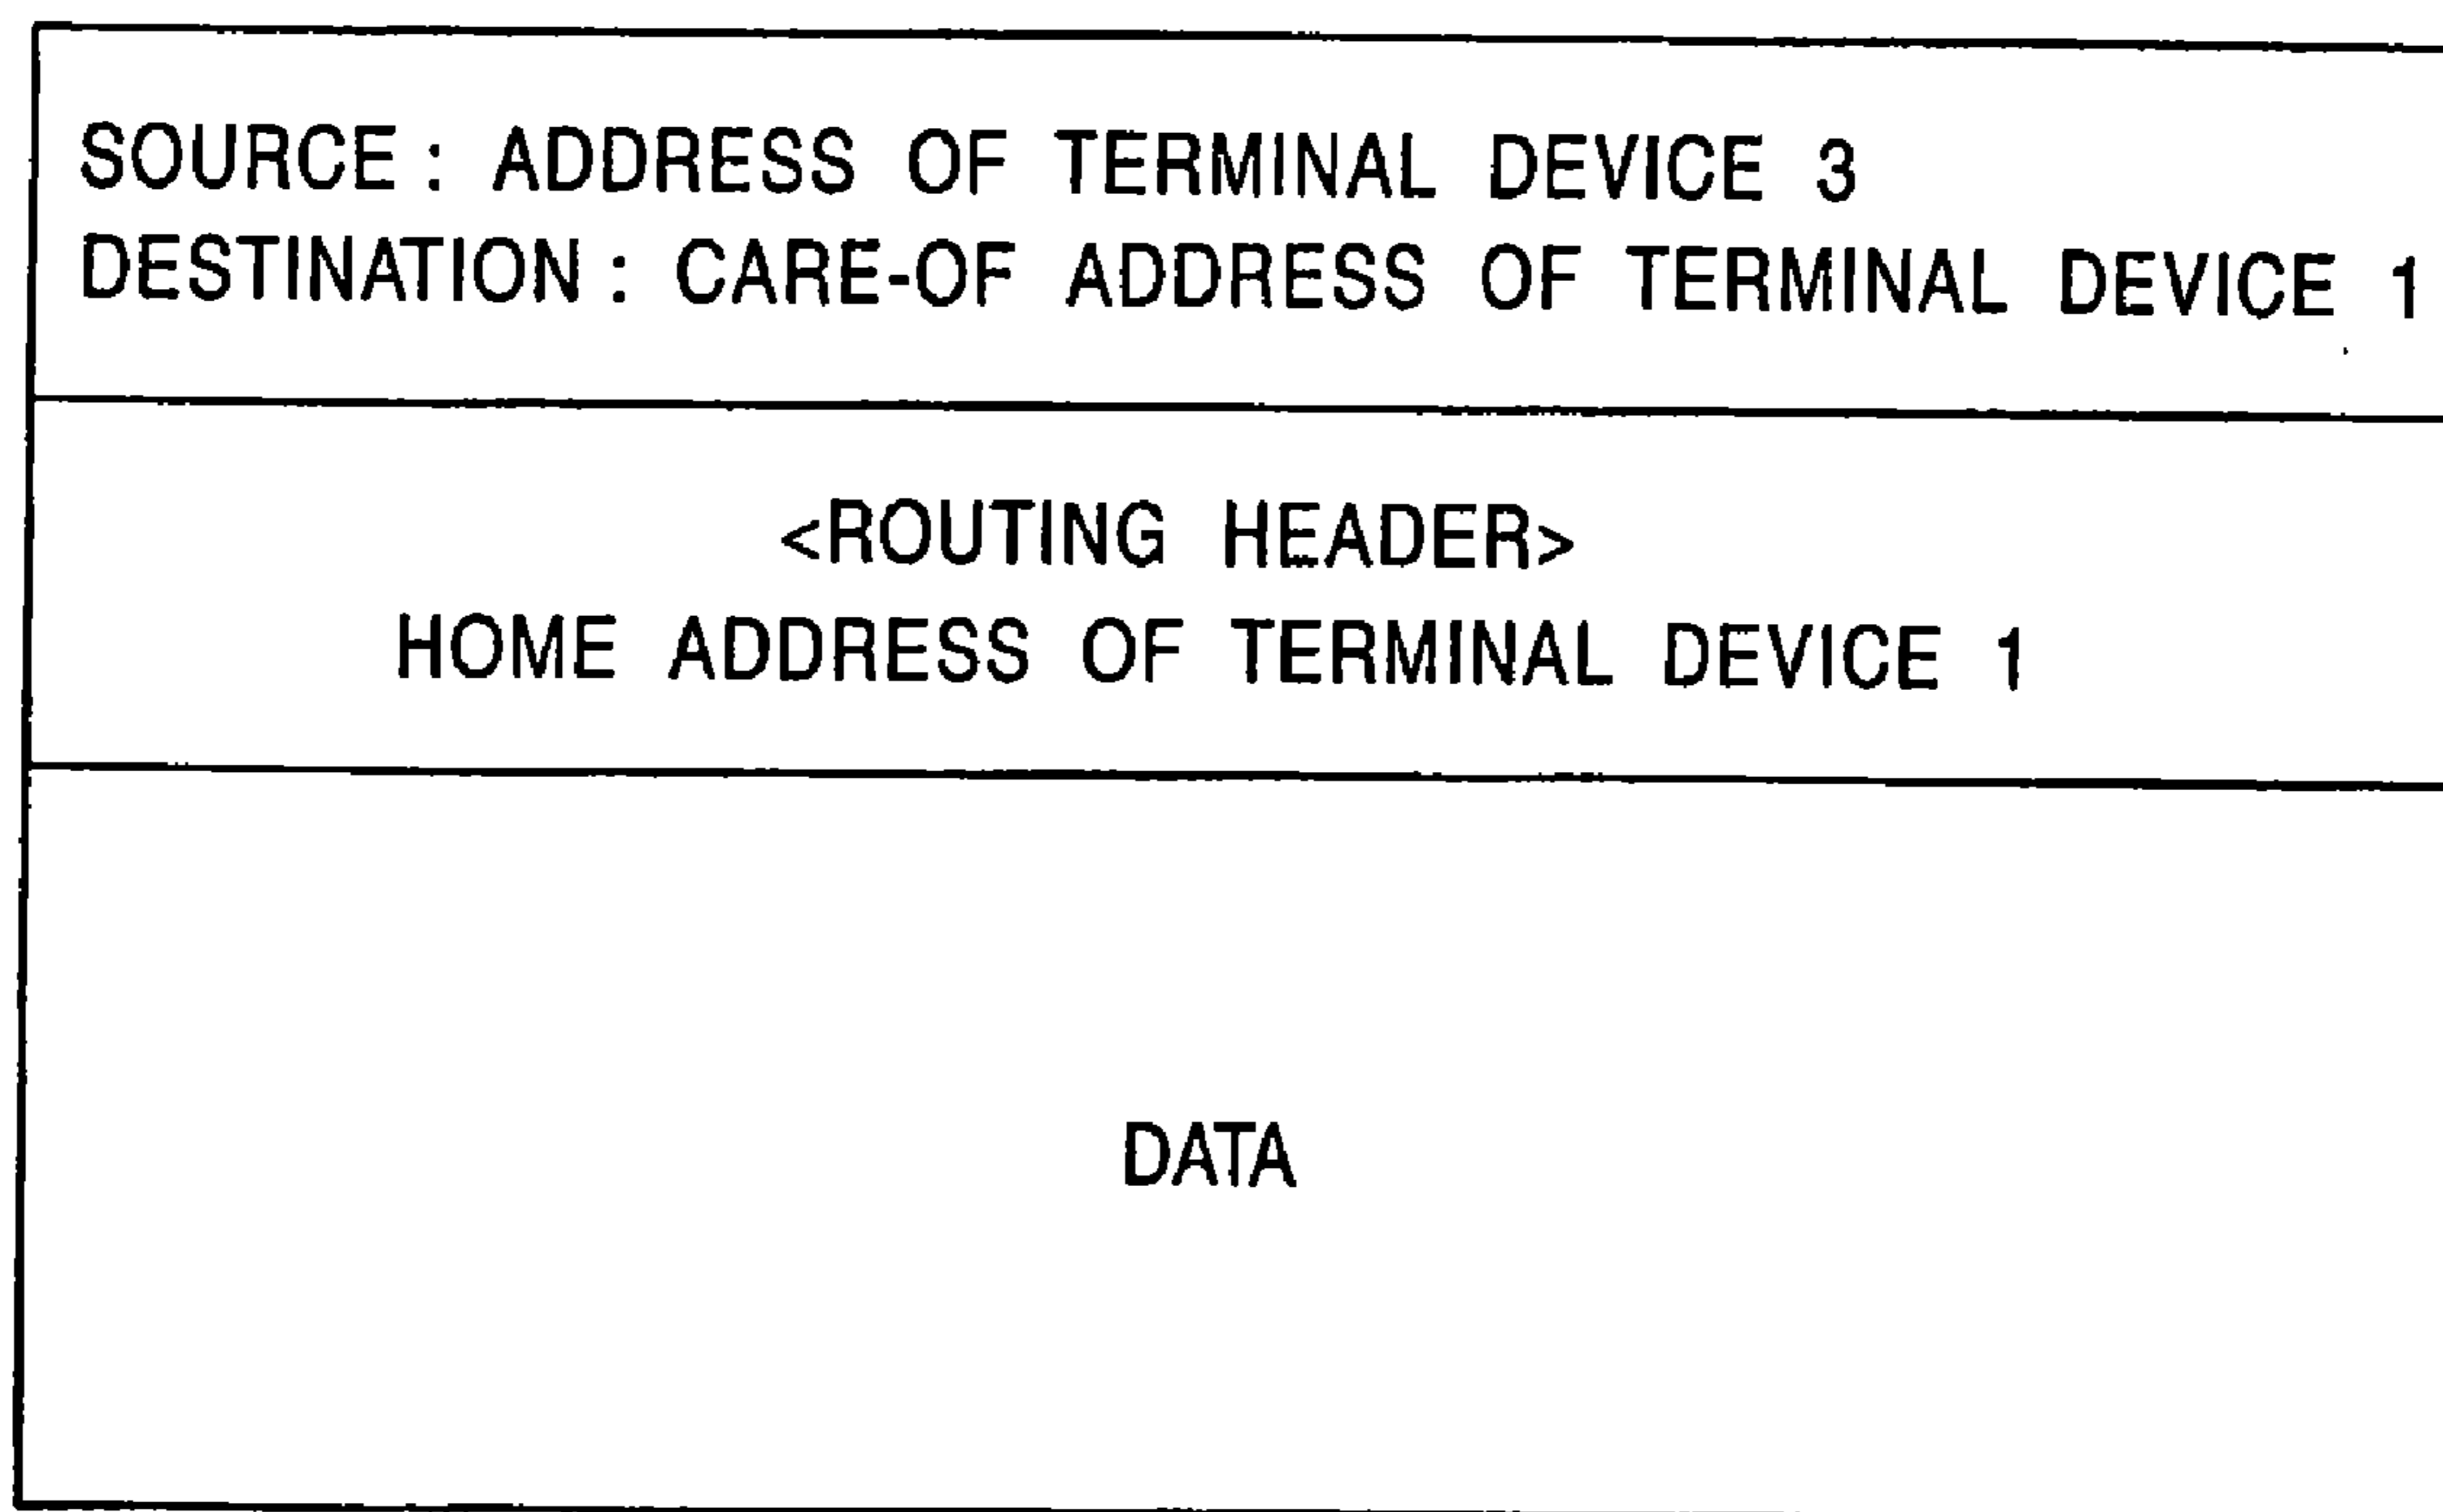 SOURCE: ADDRESS OF TERMINAL DEVICE 3
DESTINATION: CARE-OF ADDRESS OF TERMINAL DEVICE 1
<ROUTING HEADER>
HOME ADDRESS OF TERMINAL DEVICE 1
DATA